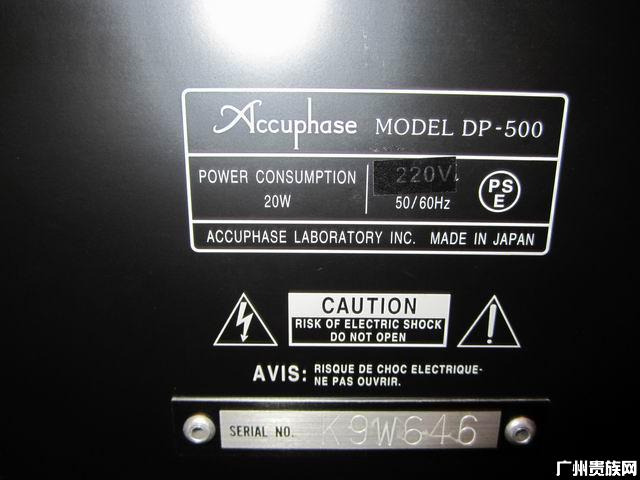 Accuphase MODEL DP-500
POWER CONSUMPTION 220V
20W 50/60Hz
PS
E
ACCUPHASE LABORATORY INC. MADE IN JAPAN
CAUTION
RISK OF ELECTRIC SHOCK
DO NOT OPEN
AVIS: RISQUE DE CHOC ELECTRIQUE-
NE PAS OUVRIR.
SERIAL NO. K9W646
广州贵族网